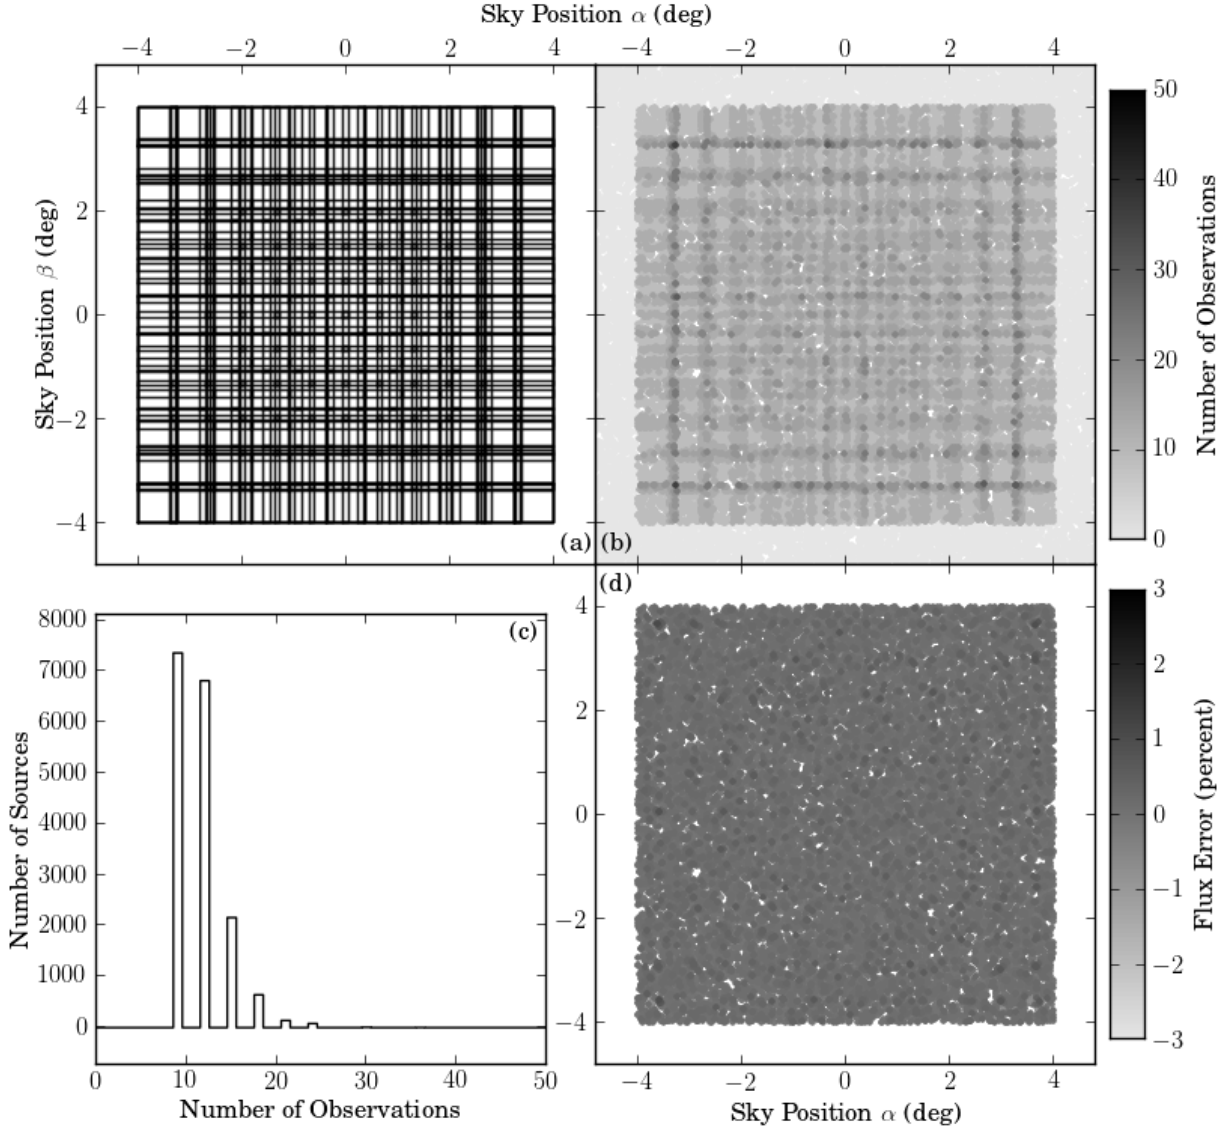 Sky Position α (deg)
−4 −2 0 2 4 −4 −2 0 2 4
4
2
0
−2
−4
Sky Position β (deg)
(a) (b)
50
40
30
20
10
0
Number of Observations
8000
7000
6000
5000
4000
3000
2000
1000
0
Number of Sources
(c)
0 10 20 30 40 50
Number of Observations
(d)
4
2
0
−2
−4
−4 −2 0 2 4
Sky Position α (deg)
3
2
1
0
−1
−2
−3
Flux Error (percent)